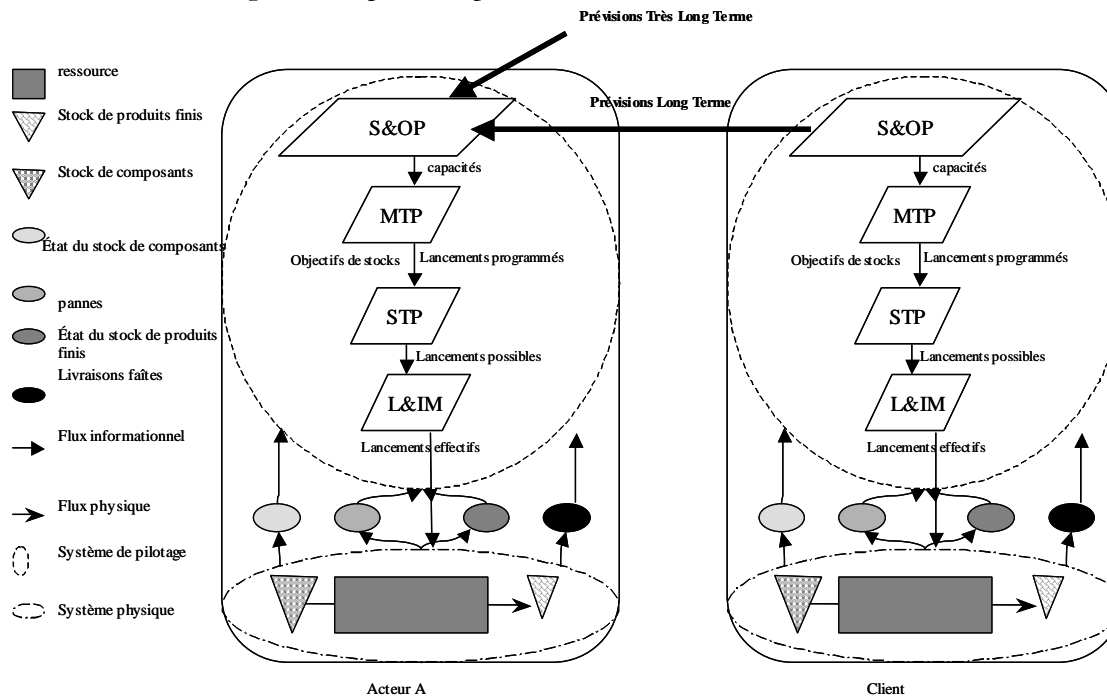 Prévisions Très Long Terme
ressource
Stock de produits finis
Stock de composants
État du stock de composants
pannes
État du stock de produits
finis
Livraisons faîtes
Flux informationnel
Flux physique
Système de pilotage
Système physique
S&OP
capacités
MTP
Objectifs de stocks
Lancements programmés
STP
Lancements possibles
L&IM
Lancements effectifs
Acteur A
Prévisions Long Terme
S&OP
capacités
MTP
Objectifs de stocks
Lancements programmés
STP
Lancements possibles
L&IM
Lancements effectifs
Client